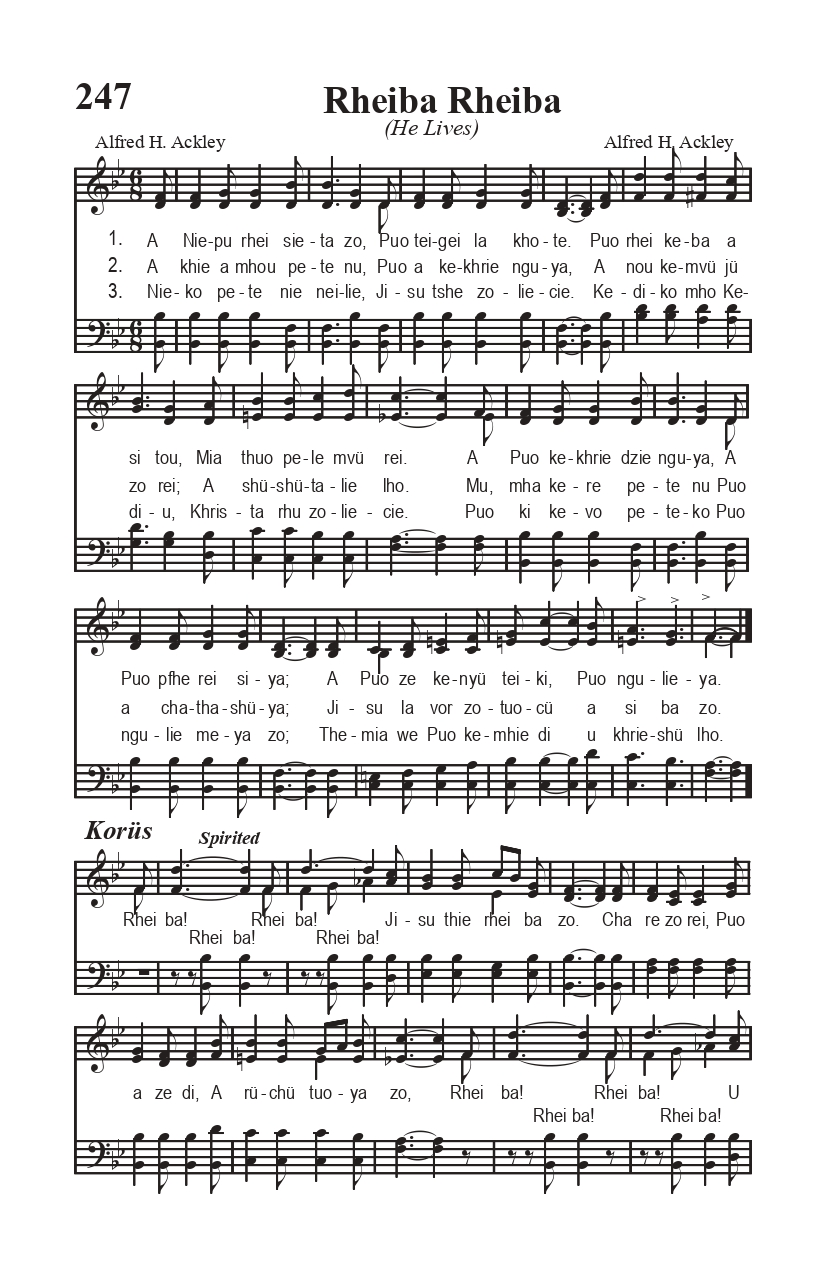 247
Rheiba Rheiba
(He Lives)
Alfred H. Ackley Alfred H. Ackley
1. A Nie-pu rhei sie-ta zo, Puo tei-gei la kho-te. Puo rhei ke-ba a
2. A khie a mhou pe-te nu, Puo a ke-khrie ngu-ya, A nou ke-mvü jü
3. Nie-ko pe-te nie nei-lie, Ji-su tshe zo-lie-cie. Ke-di-ko mho Ke-
si tou, Mia thuo pe-le mvü rei. A Puo ke-khrie dzie ngu-ya, A
zo rei; A shü-shü-ta-lie lho. Mu, mha ke-re pe-te nu Puo
di-u, Khris-ta rhu zo-lie-cie. Puo ki ke-vo pe-te-ko Puo
Puo pfhe rei si-ya; A Puo ze ke-nyü tei-ki, Puo ngu-lie-ya.
a cha-tha-shü-ya; Ji-su la vor zo-tuo-cü a si ba zo.
ngu-lie me-ya zo; The-mia we Puo ke-mhie di u khrie-shü lho.
Korüs
Spirited
Rhei ba! Rhei ba! Ji-su thie rhei ba zo. Cha re zo rei, Puo
Rhei ba! Rhei ba!
a ze di, A rü-chü tuo-ya zo, Rhei ba! Rhei ba! U
Rhei ba! Rhei ba!